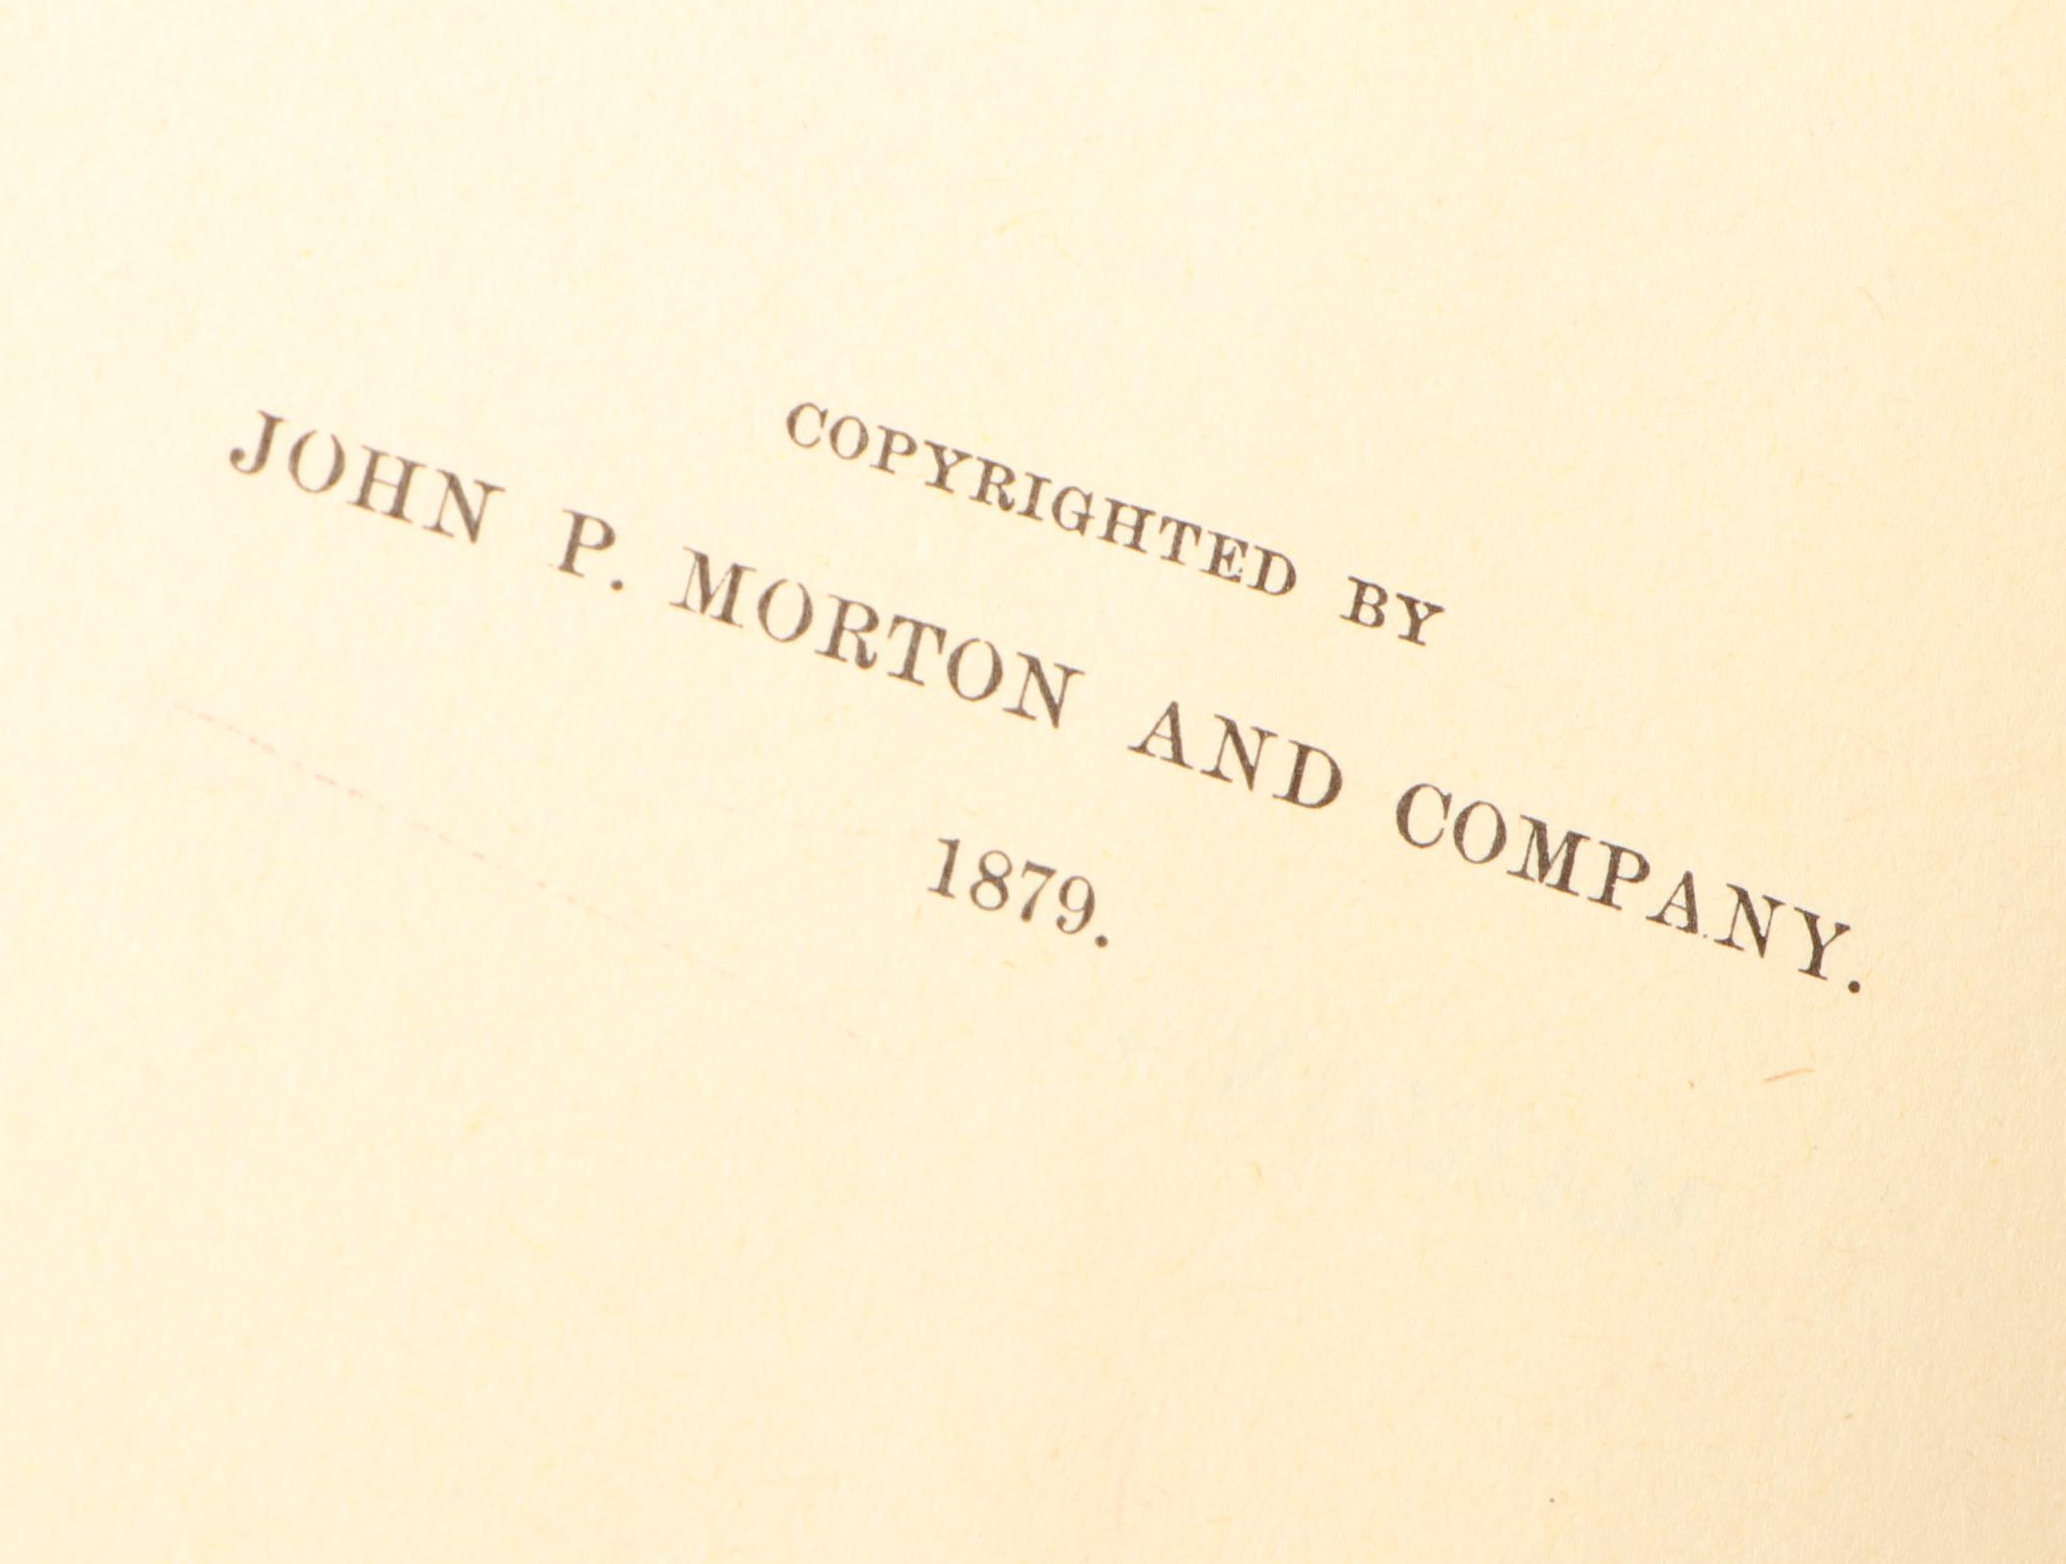 COPYRIGHTED BY
JOHN P. MORTON AND COMPANY.
1879.